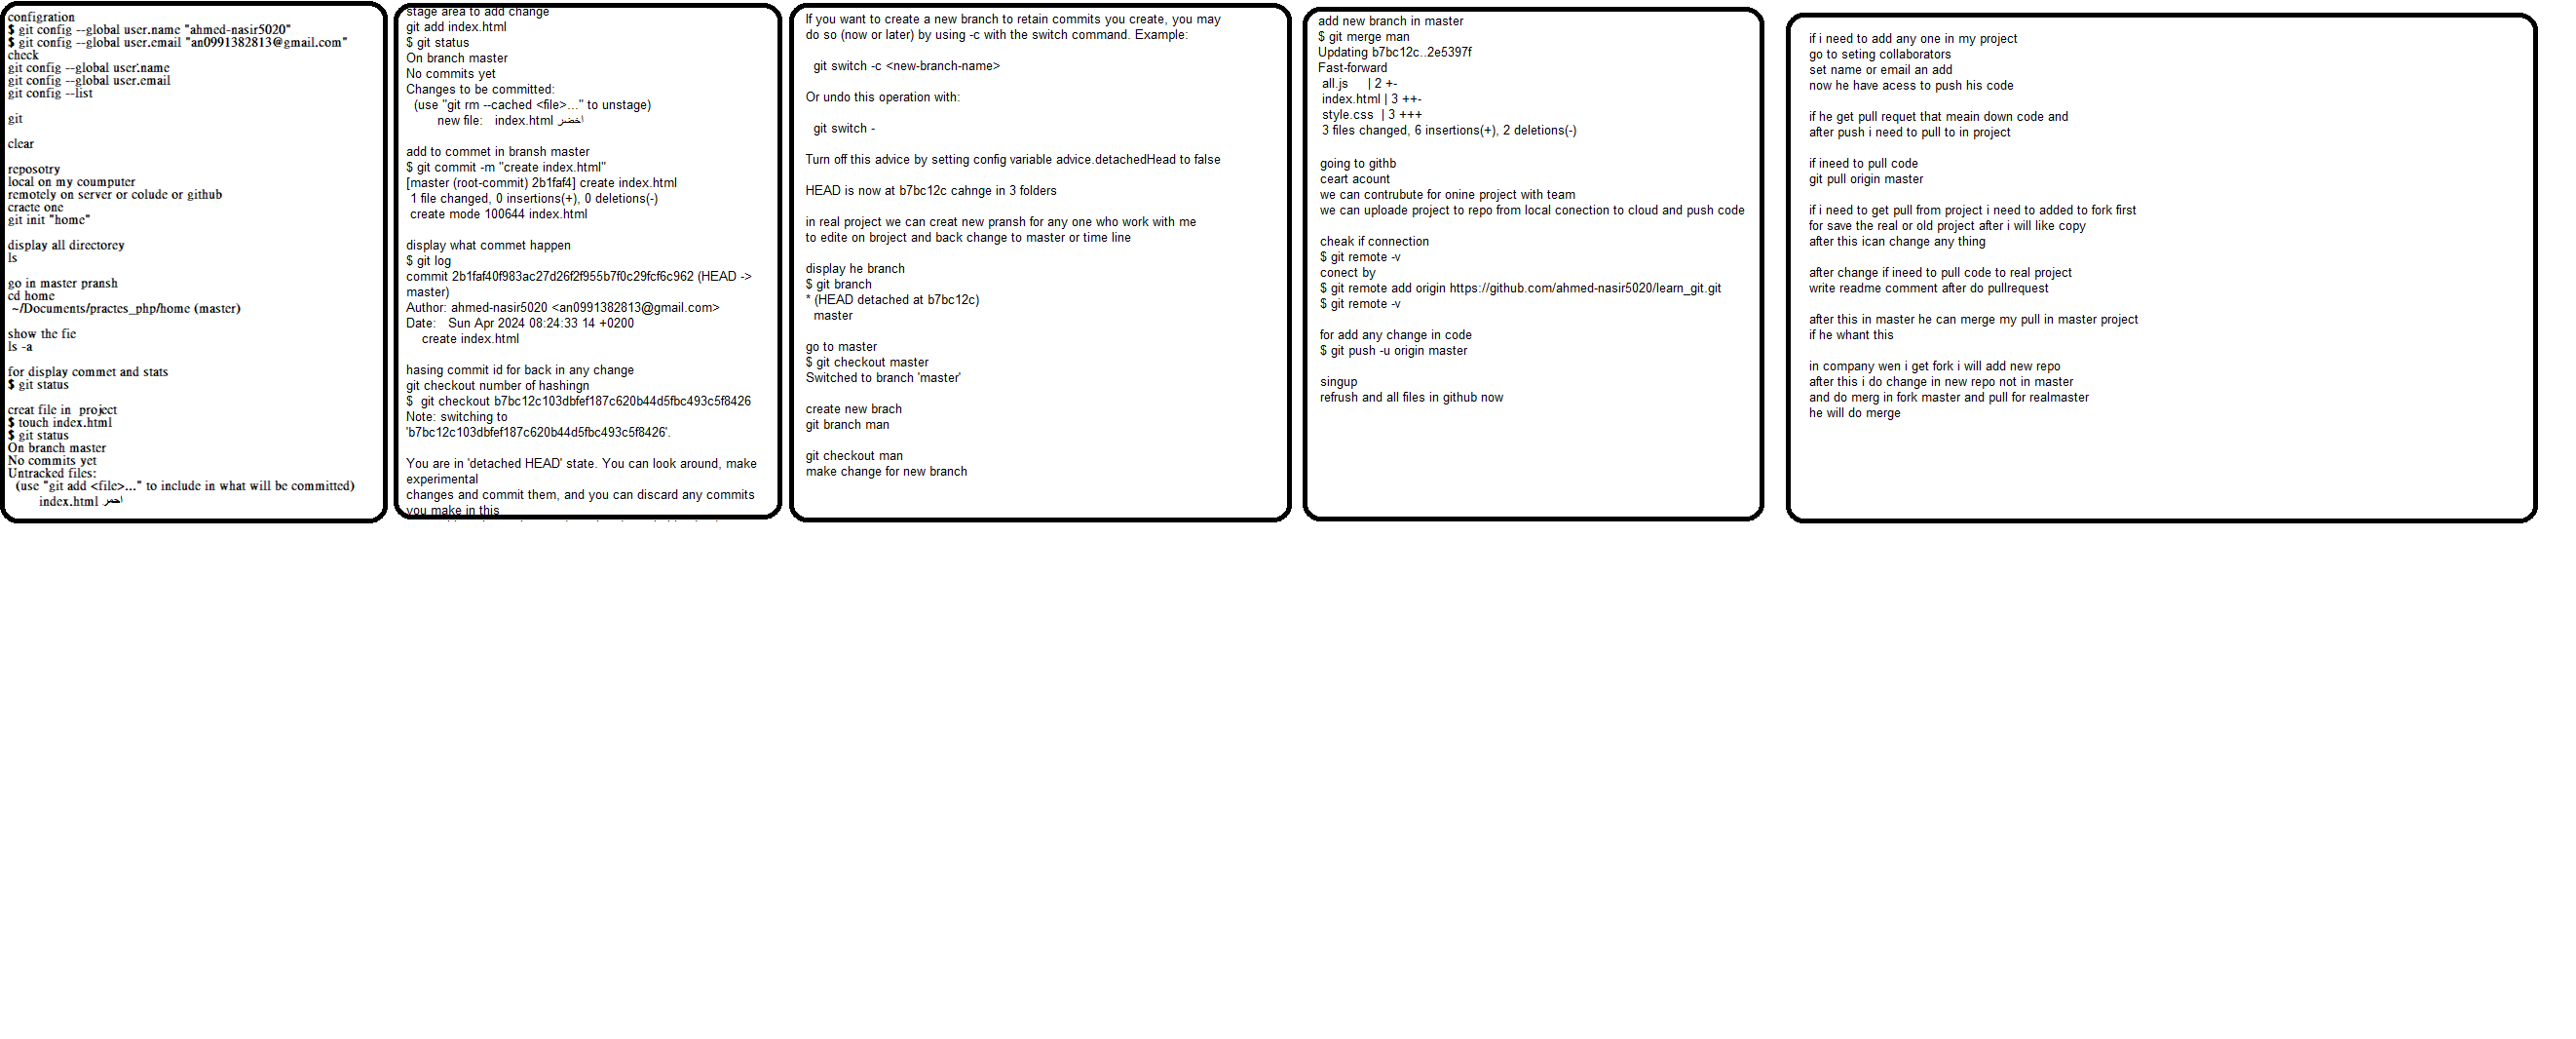 configration
$ git config --global user.name "ahmed-nasir5020"
$ git config --global user.email "an0991382813@gmail.com"
check
git config --global user.name
git config --global user.email
git config --list
git
clear
reposotry
local on my coumputer
remotely on server or colude or github
craete one
git init "home"
display all directorey
ls
go in master pransh
cd home
~/Documents/practes_php/home (master)
show the fie
ls -a
for display commet and stats
$ git status
creat file in  project
$ touch index.html
$ git status
On branch master
No commits yet
Untracked files:
(use "git add <file>..." to include in what will be committed)
index.html احمر
stage area to add change
git add index.html
$ git status
On branch master
No commits yet
Changes to be committed:
(use "git rm --cached <file>..." to unstage)
new file:   index.html اخضر
add to commet in bransh master
$ git commit -m "create index.html"
[master (root-commit) 2b1faf4] create index.html
1 file changed, 0 insertions(+), 0 deletions(-)
create mode 100644 index.html
display what commet happen
$ git log
commit 2b1faf40f983ac27d26f2f955b7f0c29fcf6c962 (HEAD ->
master)
Author: ahmed-nasir5020 <an0991382813@gmail.com>
Date:   Sun Apr 2024 08:24:33 14 +0200
create index.html
hasing commit id for back in any change
git checkout number of hashingn
$  git checkout b7bc12c103dbfef187c620b44d5fbc493c5f8426
Note: switching to
'b7bc12c103dbfef187c620b44d5fbc493c5f8426'.
You are in 'detached HEAD' state. You can look around, make
experimental
changes and commit them, and you can discard any commits
you make in this
If you want to create a new branch to retain commits you create, you may
do so (now or later) by using -c with the switch command. Example:
git switch -c <new-branch-name>
Or undo this operation with:
git switch -
Turn off this advice by setting config variable advice.detachedHead to false
HEAD is now at b7bc12c cahnge in 3 folders
in real project we can creat new pransh for any one who work with me
to edite on broject and back change to master or time line
display he branch
$ git branch
* (HEAD detached at b7bc12c)
master
go to master
$ git checkout master
Switched to branch 'master'
create new brach
git branch man
git checkout man
make change for new branch
add new branch in master
$ git merge man
Updating b7bc12c..2e5397f
Fast-forward
all.js     | 2 +-
index.html | 3 ++-
style.css  | 3 +++
3 files changed, 6 insertions(+), 2 deletions(-)
going to githb
ceart acount
we can contrubute for onine project with team
we can uploade project to repo from local conection to cloud and push code
cheak if connection
$ git remote -v
conect by
$ git remote add origin https://github.com/ahmed-nasir5020/learn_git.git
$ git remote -v
for add any change in code
$ git push -u origin master
singup
refrush and all files in github now
if i need to add any one in my project
go to seting collaborators
set name or email an add
now he have acess to push his code
if he get pull requet that meain down code and
after push i need to pull to in project
if ineed to pull code
git pull origin master
if i need to get pull from project i need to added to fork first
for save the real or old project after i will like copy
after this ican change any thing
after change if ineed to pull code to real project
write readme comment after do pullrequest
after this in master he can merge my pull in master project
if he whant this
in company wen i get fork i will add new repo
after this i do change in new repo not in master
and do merg in fork master and pull for realmaster
he will do merge